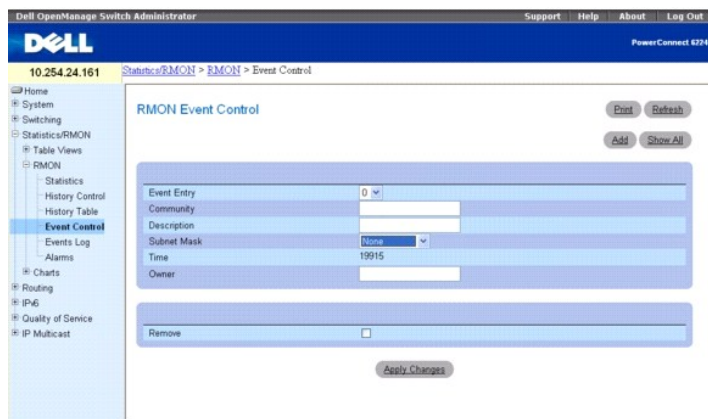 Dell OpenManage Switch Administrator
Support Help About Log Out
DELL
PowerConnect 6224
10.254.24.161
Statistics/RMON > RMON > Event Control
Home
System
Switching
Statistics/RMON
Table Views
RMON
Statistics
History Control
History Table
Event Control
Events Log
Alarms
Charts
Routing
IPv6
Quality of Service
IP Multicast
RMON Event Control
Print Refresh
Add Show All
Event Entry 0
Community
Description
Subnet Mask None
Time 19915
Owner
Remove
Apply Changes